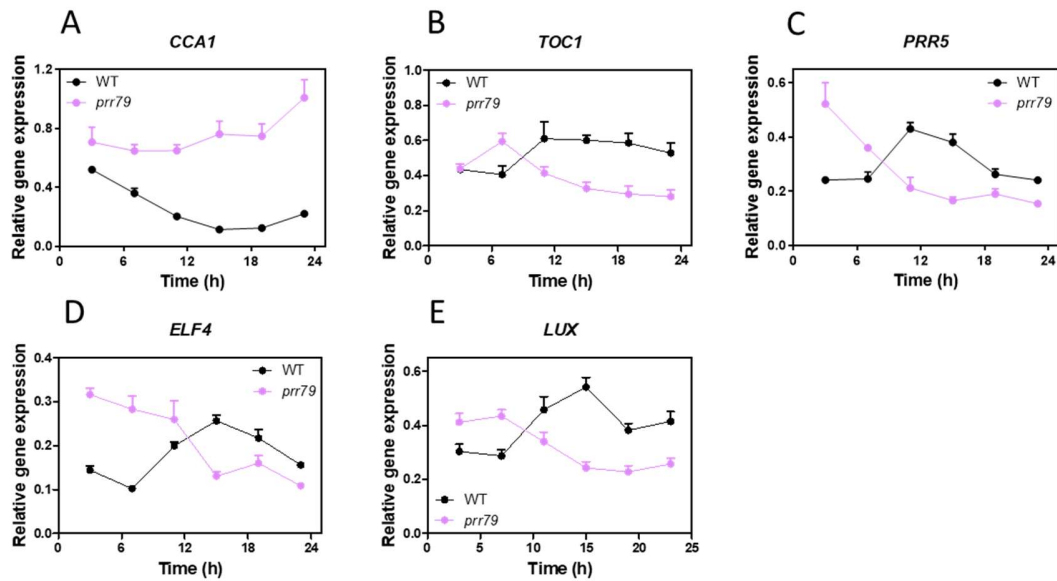 A
CCA1
Relative gene expression
1.2
0.8
0.4
0.0
WT
prr79
0
6
12
18
24
Time (h)
B
TOC1
Relative gene expression
1.0
0.8
0.6
0.4
0.2
0.0
WT
prr79
0
6
12
18
24
Time (h)
C
PRR5
Relative gene expression
0.6
0.4
0.2
0.0
WT
prr79
0
6
12
18
24
Time (h)
D
ELF4
Relative gene expression
0.4
0.3
0.2
0.1
0.0
WT
prr79
0
6
12
18
24
Time (h)
E
LUX
Relative gene expression
0.6
0.4
0.2
0.0
WT
prr79
0
5
10
15
20
25
Time (h)